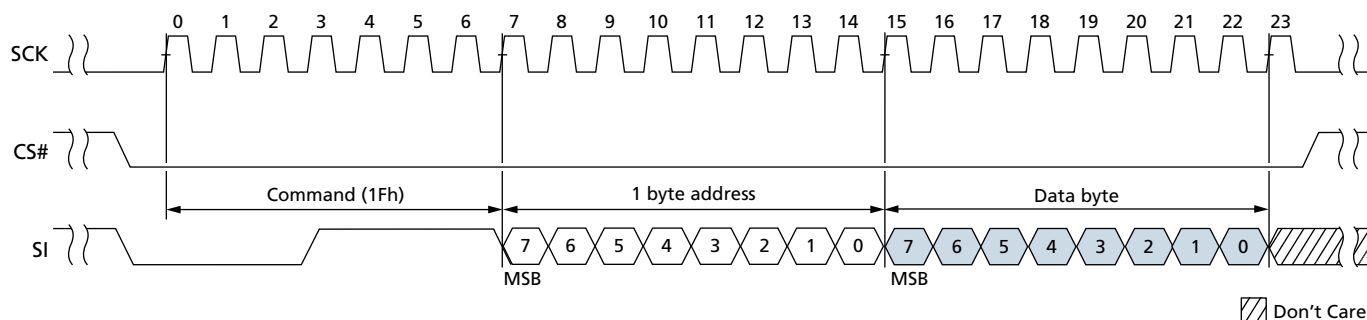 0 1 2 3 4 5 6 7 8 9 10 11 12 13 14 15 16 17 18 19 20 21 22 23
SCK
CS#
Command (1Fh) 1 byte address Data byte
SI 7 6 5 4 3 2 1 0 7 6 5 4 3 2 1 0
MSB MSB
Don't Care